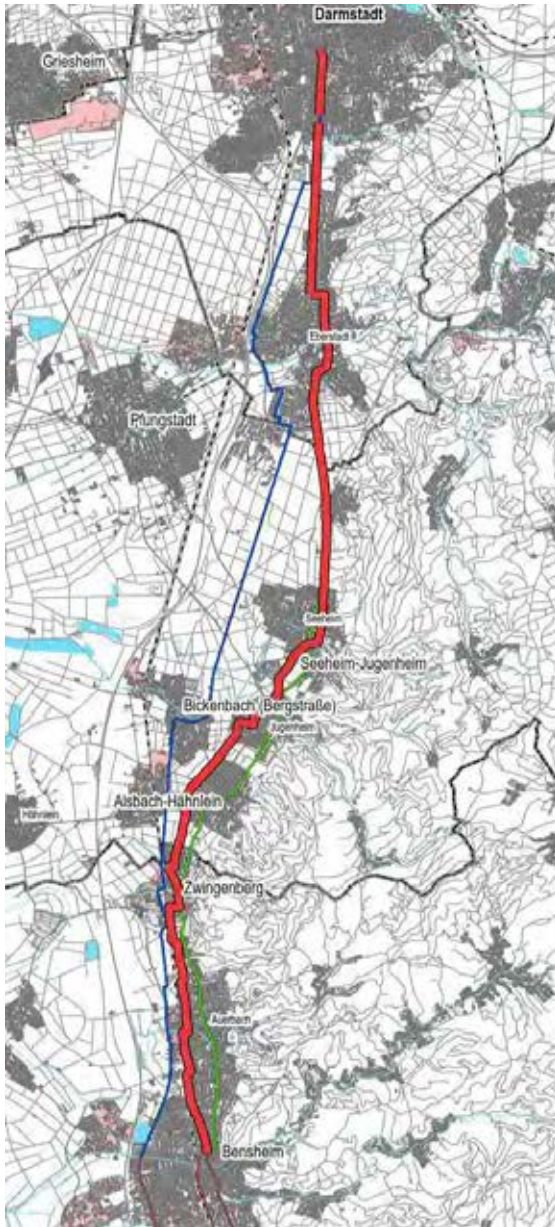 Darmstadt
Griesheim
Eberstadt
Pfungstadt
Seeheim
Seeheim-Jugenheim
Bickenbach (Bergstraße)
Jugenheim
Alsbach-Hähnlein
Hähnlein
Zwingenberg
Auerbach
Bensheim